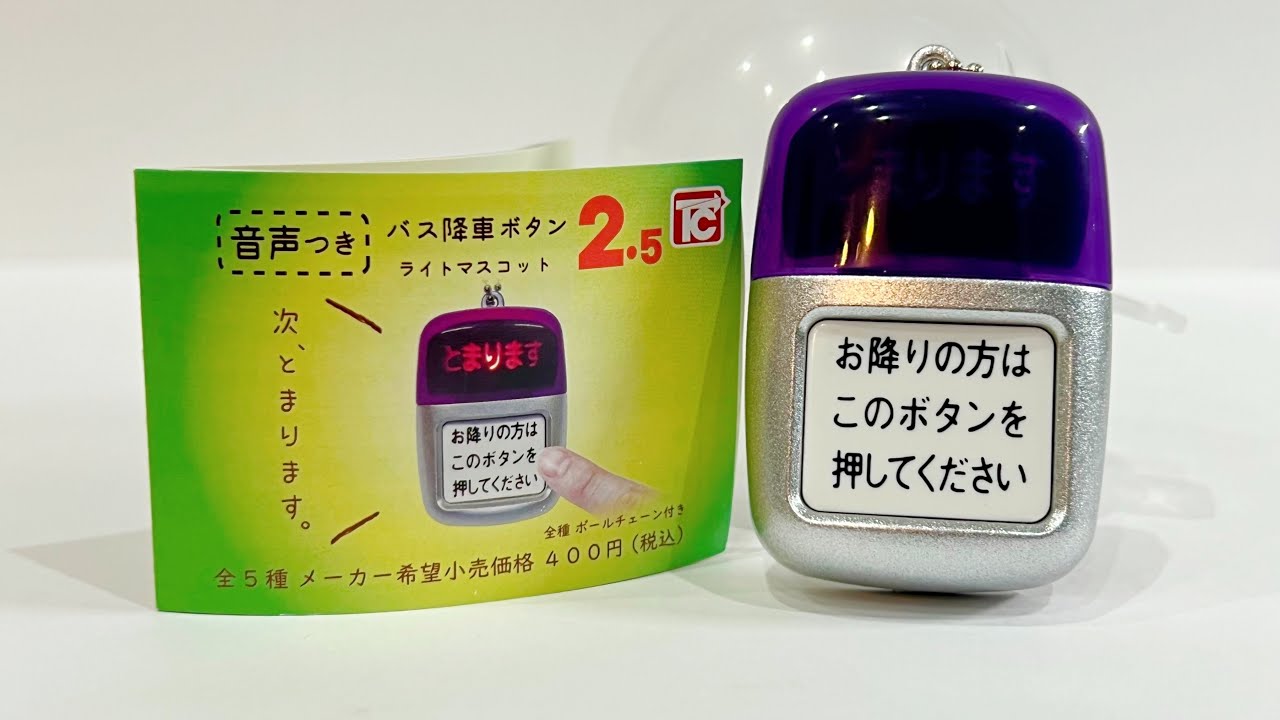 音声つき
バス降車ボタン
ライトマスコット
2.5
TC
次、とまります。
とまります
お降りの方は
このボタンを
押してください
全種 ボールチェーン付き
全5種 メーカー希望小売価格 400円(税込)
とまります
お降りの方は
このボタンを
押してください